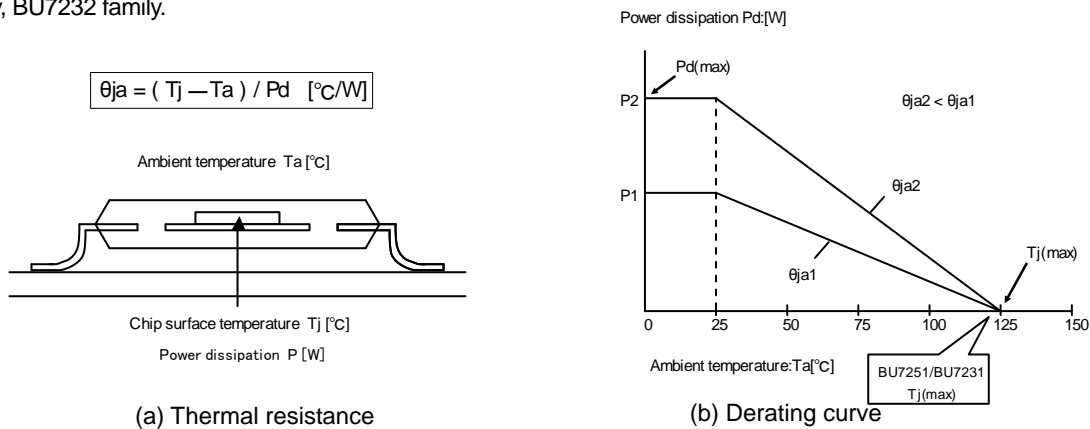 , BU7232 family.
θja = ( Tj — Ta ) / Pd [°C/W]
Ambient temperature Ta [°C]
Chip surface temperature Tj [°C]
Power dissipation P [W]
(a) Thermal resistance
Power dissipation Pd:[W]
Pd(max)
P2
θja2 < θja1
θja2
P1
Tj(max)
θja1
0 25 50 75 100 125 150
Ambient temperature:Ta[°C]
BU7251/BU7231
Tj(max)
(b) Derating curve